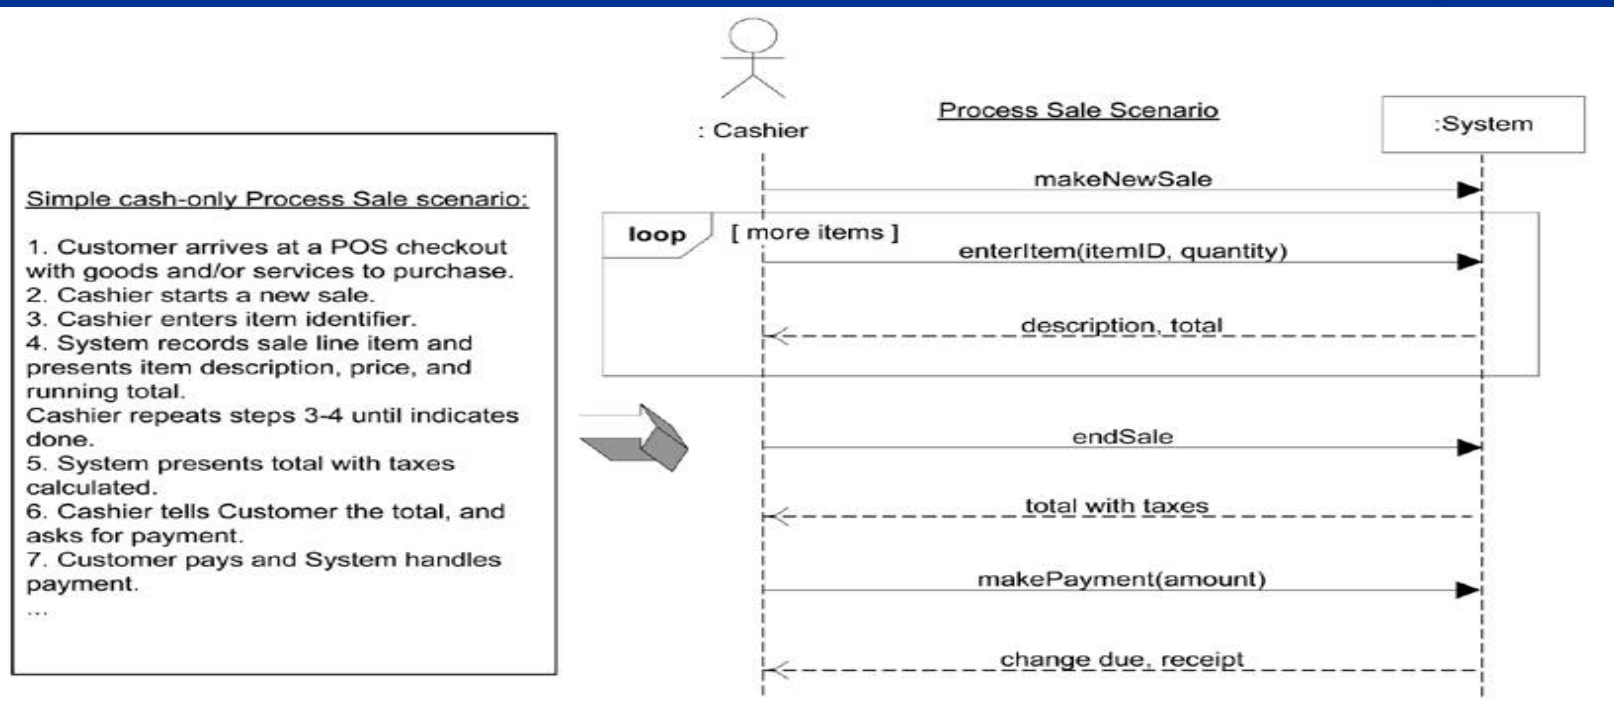 Simple cash-only Process Sale scenario:
1. Customer arrives at a POS checkout
with goods and/or services to purchase.
2. Cashier starts a new sale.
3. Cashier enters item identifier.
4. System records sale line item and
presents item description, price, and
running total.
Cashier repeats steps 3-4 until indicates
done.
5. System presents total with taxes
calculated.
6. Cashier tells Customer the total, and
asks for payment.
7. Customer pays and System handles
payment.
...
: Cashier
Process Sale Scenario
:System
makeNewSale
loop
[ more items ]
enterItem(itemID, quantity)
description, total
endSale
total with taxes
makePayment(amount)
change due, receipt